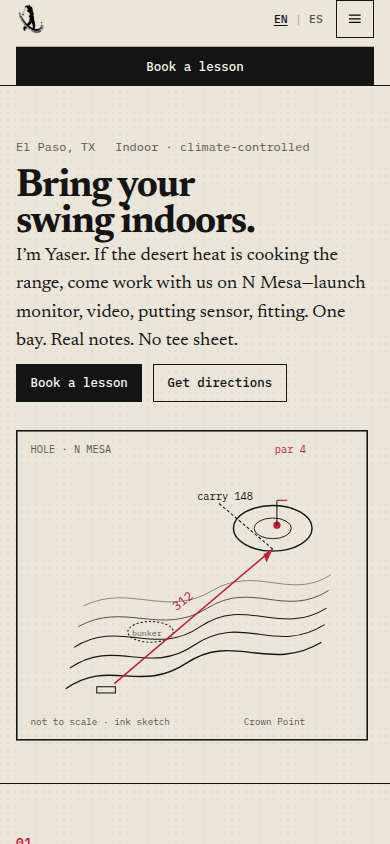 EN | ES
Book a lesson
El Paso, TX Indoor · climate-controlled
Bring your
swing indoors.
I’m Yaser. If the desert heat is cooking the
range, come work with us on N Mesa—launch
monitor, video, putting sensor, fitting. One
bay. Real notes. No tee sheet.
Book a lesson Get directions
HOLE · N MESA par 4
carry 148
312
bunker
not to scale · ink sketch Crown Point
01